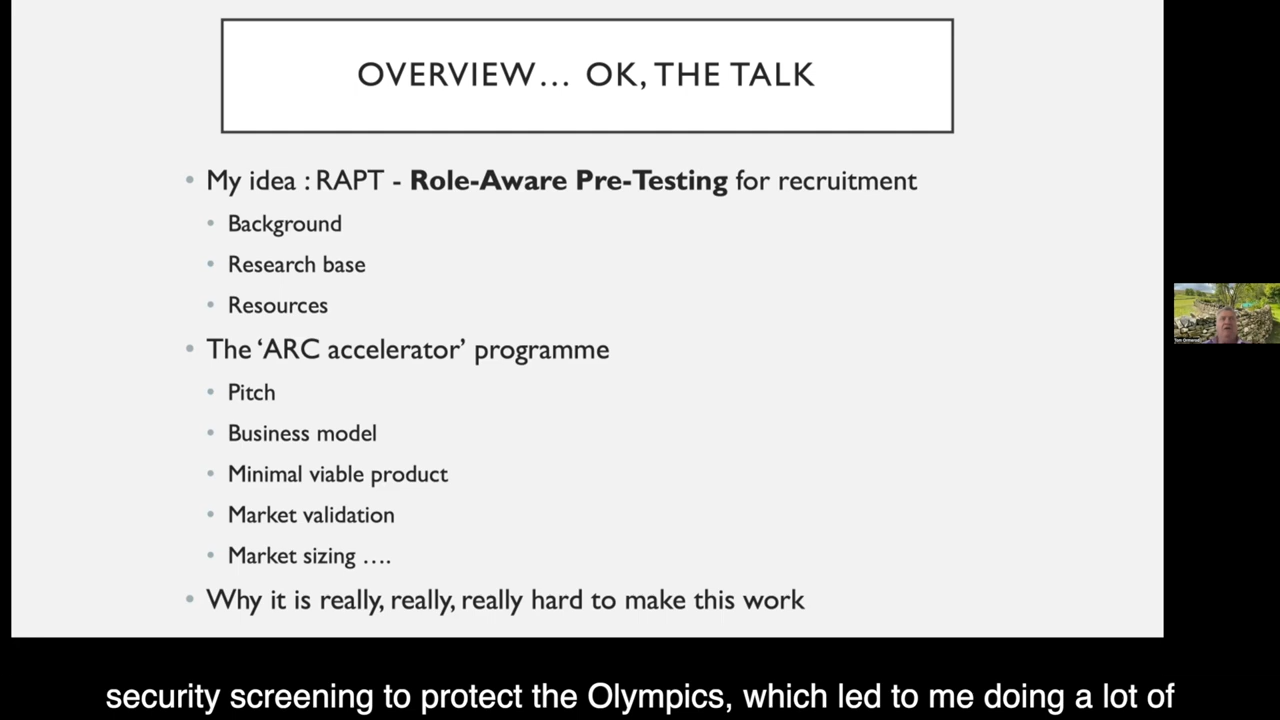 OVERVIEW... OK, THE TALK
• My idea : RAPT - Role-Aware Pre-Testing for recruitment
• Background
• Research base
• Resources
• The ‘ARC accelerator’ programme
• Pitch
• Business model
• Minimal viable product
• Market validation
• Market sizing ....
• Why it is really, really, really hard to make this work
security screening to protect the Olympics, which led to me doing a lot of